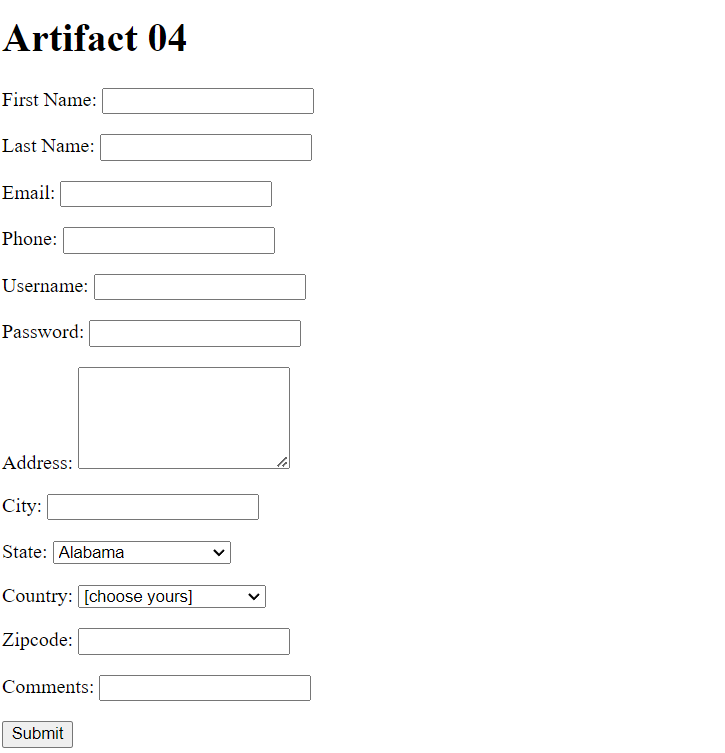 Artifact 04
First Name:
Last Name:
Email:
Phone:
Username:
Password:
Address:
City:
State: Alabama
Country: [choose yours]
Zipcode:
Comments:
Submit